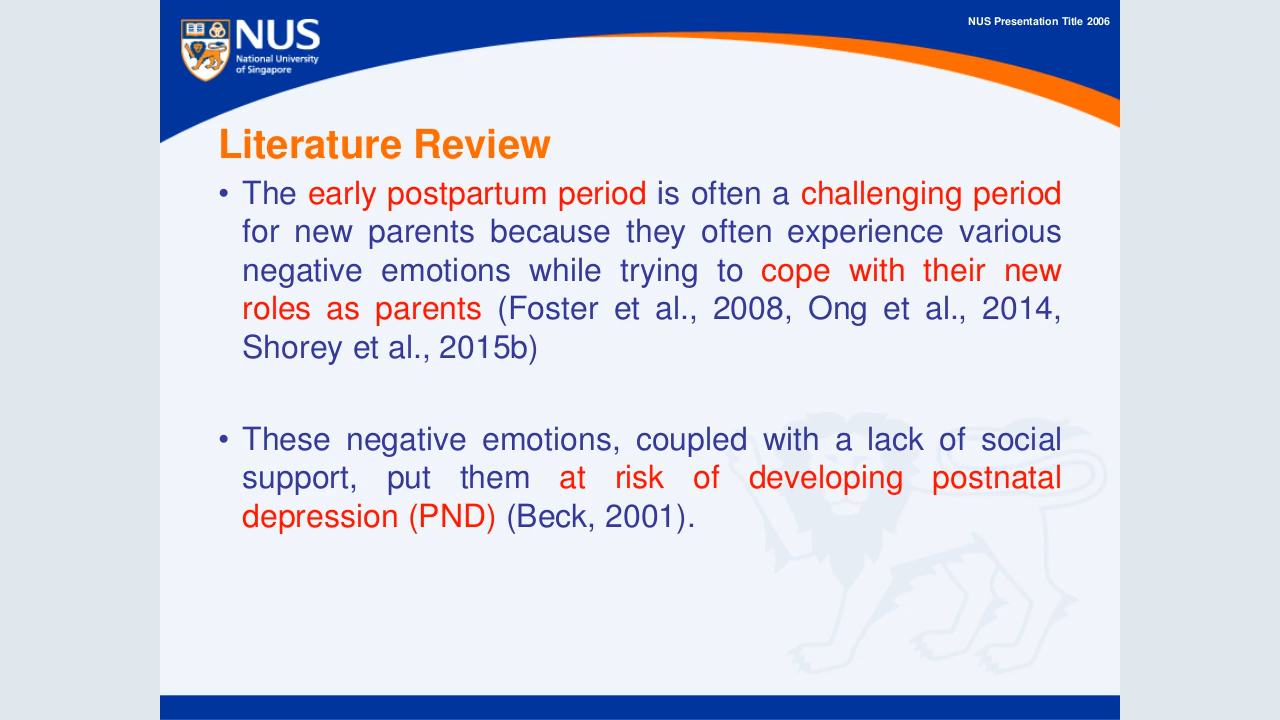 NUS Presentation Title 2006
NUS
National University
of Singapore
Literature Review
• The early postpartum period is often a challenging period
for new parents because they often experience various
negative emotions while trying to cope with their new
roles as parents (Foster et al., 2008, Ong et al., 2014,
Shorey et al., 2015b)
• These negative emotions, coupled with a lack of social
support, put them at risk of developing postnatal
depression (PND) (Beck, 2001).